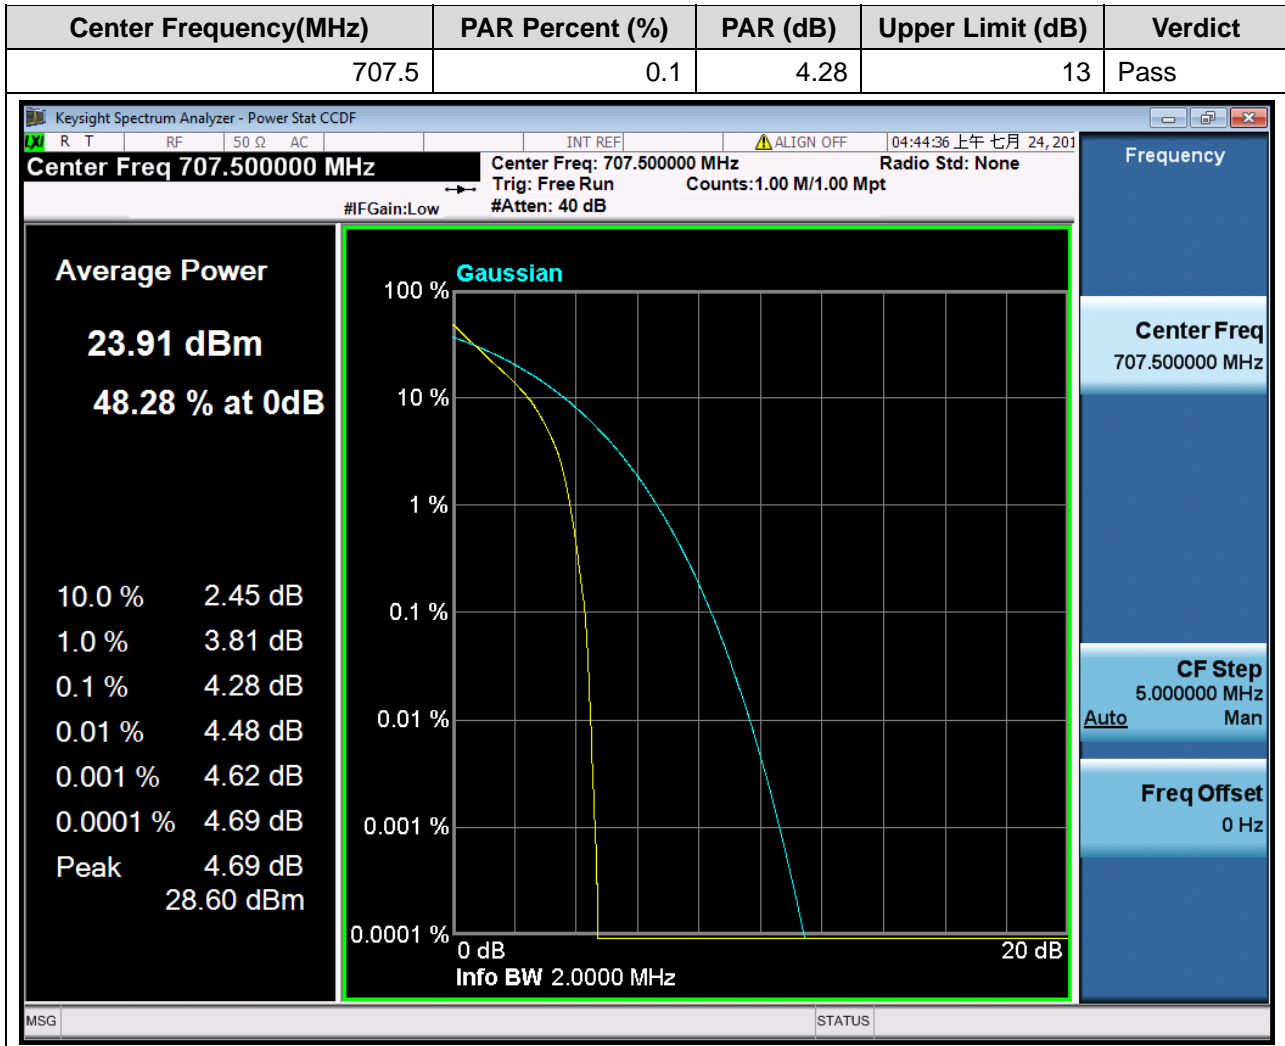 Center Frequency(MHz) PAR Percent (%) PAR (dB) Upper Limit (dB) Verdict
707.5 0.1 4.28 13 Pass
Keysight Spectrum Analyzer - Power Stat CCDF
LXI R T RF 50 Ω AC INT REF ALIGN OFF 04:44:36 上午 七月 24, 201
Center Freq 707.500000 MHz
Center Freq: 707.500000 MHz Radio Std: None
Trig: Free Run Counts:1.00 M/1.00 Mpt
#IFGain:Low #Atten: 40 dB
Frequency
Average Power
23.91 dBm
48.28 % at 0dB
10.0 % 2.45 dB
1.0 % 3.81 dB
0.1 % 4.28 dB
0.01 % 4.48 dB
0.001 % 4.62 dB
0.0001 % 4.69 dB
Peak 4.69 dB
28.60 dBm
Gaussian
100 %
10 %
1 %
0.1 %
0.01 %
0.001 %
0.0001 %
0 dB 20 dB
Info BW 2.0000 MHz
Center Freq
707.500000 MHz
CF Step
5.000000 MHz
Auto Man
Freq Offset
0 Hz
MSG STATUS